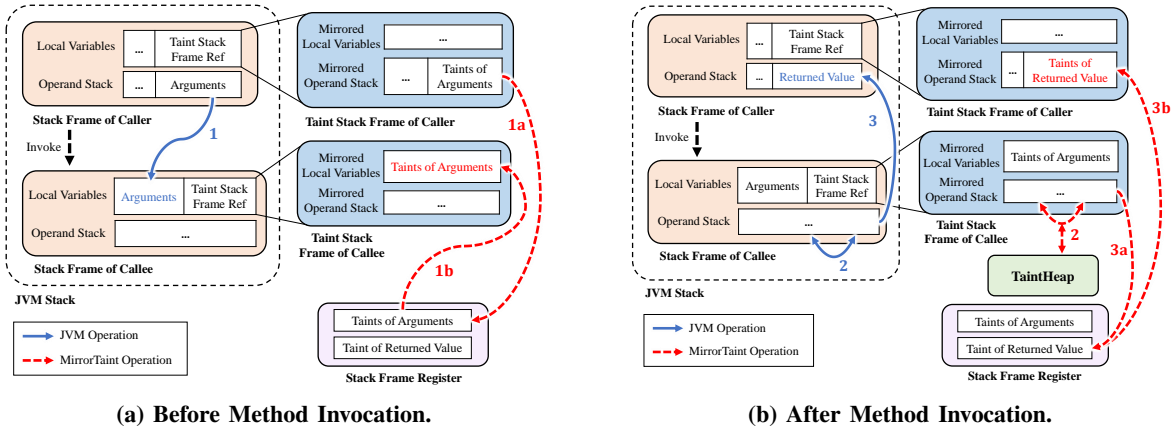 Local Variables
...
Taint Stack
Frame Ref
Operand Stack
...
Arguments
Stack Frame of Caller
Invoke
1
Local Variables
Arguments
Taint Stack
Frame Ref
Operand Stack
...
Stack Frame of Callee
JVM Stack
Mirrored
Local Variables
...
Mirrored
Operand Stack
...
Taints of
Arguments
Taint Stack Frame of Caller
1a
Mirrored
Local Variables
Taints of Arguments
Mirrored
Operand Stack
...
Taint Stack
Frame of Callee
1b
Taints of Arguments
Taint of Returned Value
Stack Frame Register
JVM Operation
MirrorTaint Operation
(a) Before Method Invocation.
Local Variables
...
Taint Stack
Frame Ref
Operand Stack
...
Returned Value
Stack Frame of Caller
Invoke
3
Local Variables
Arguments
Taint Stack
Frame Ref
Operand Stack
...
2
Stack Frame of Callee
JVM Stack
Mirrored
Local Variables
...
Mirrored
Operand Stack
...
Taints of
Returned Value
Taint Stack Frame of Caller
3b
Mirrored
Local Variables
Taints of Arguments
Mirrored
Operand Stack
...
Taint Stack
Frame of Callee
2
3a
TaintHeap
Taints of Arguments
Taint of Returned Value
Stack Frame Register
JVM Operation
MirrorTaint Operation
(b) After Method Invocation.